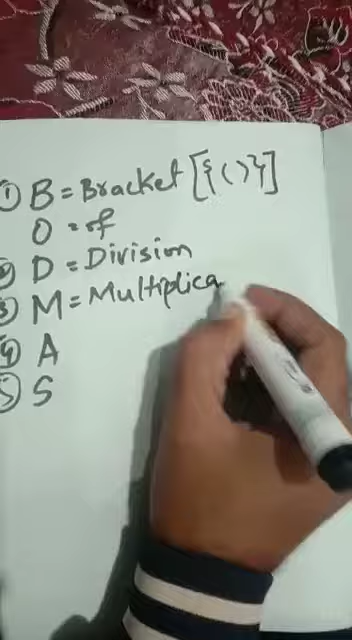 ① B = Bracket [{()}]
O = of
② D = Division
③ M = Multiplica
④ A
⑤ S